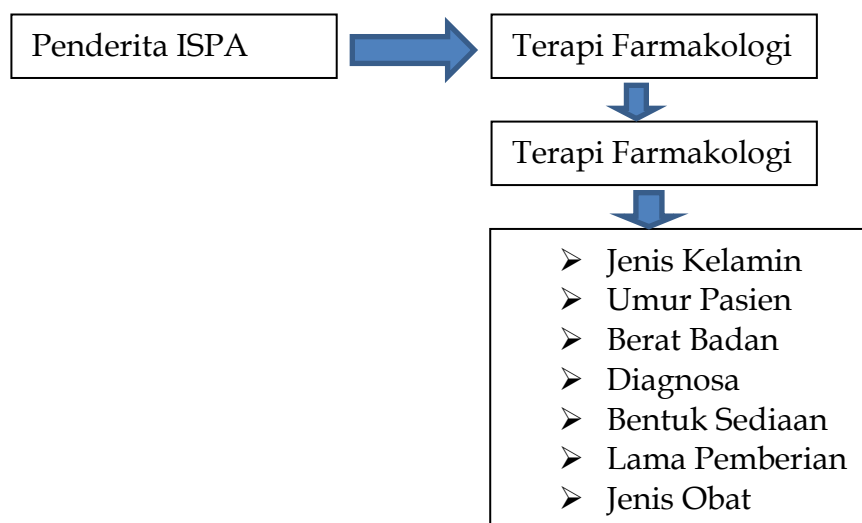 Penderita ISPA
Terapi Farmakologi
Terapi Farmakologi
➢ Jenis Kelamin
➢ Umur Pasien
➢ Berat Badan
➢ Diagnosa
➢ Bentuk Sediaan
➢ Lama Pemberian
➢ Jenis Obat